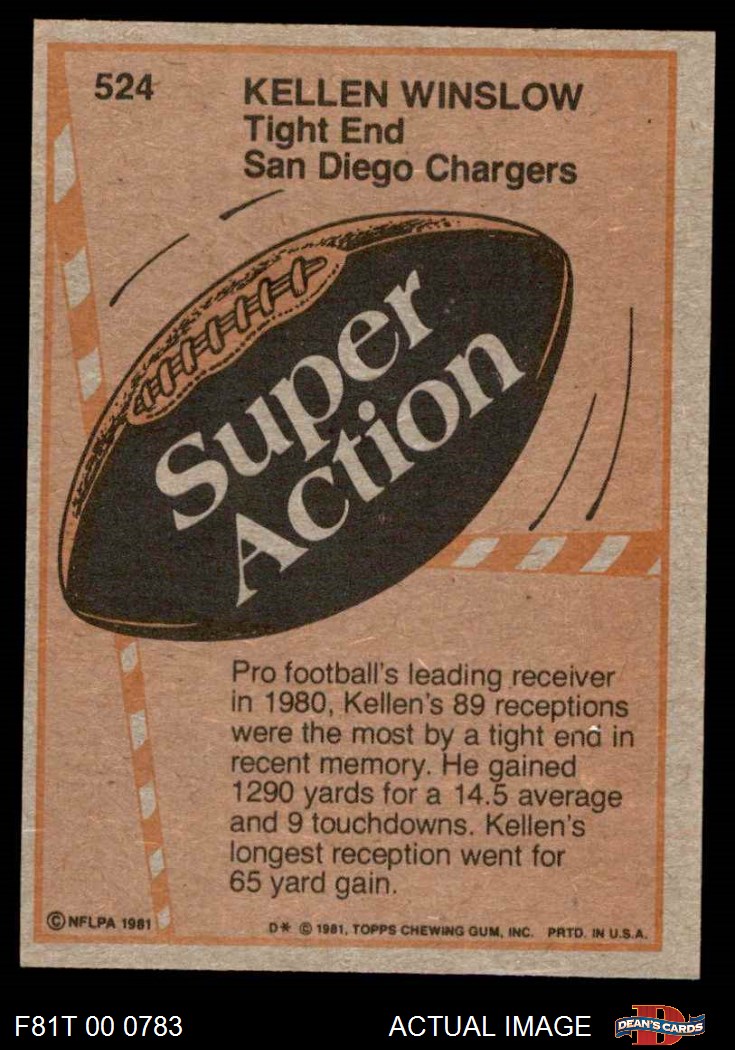 524
KELLEN WINSLOW
Tight End
San Diego Chargers
Super
Action
Pro football's leading receiver
in 1980, Kellen's 89 receptions
were the most by a tight end in
recent memory. He gained
1290 yards for a 14.5 average
and 9 touchdowns. Kellen's
longest reception went for
65 yard gain.
© NFLPA 1981
D* © 1981, TOPPS CHEWING GUM, INC. PRTD. IN U.S.A.
F81T 00 0783
ACTUAL IMAGE
D
DEAN'S CARDS